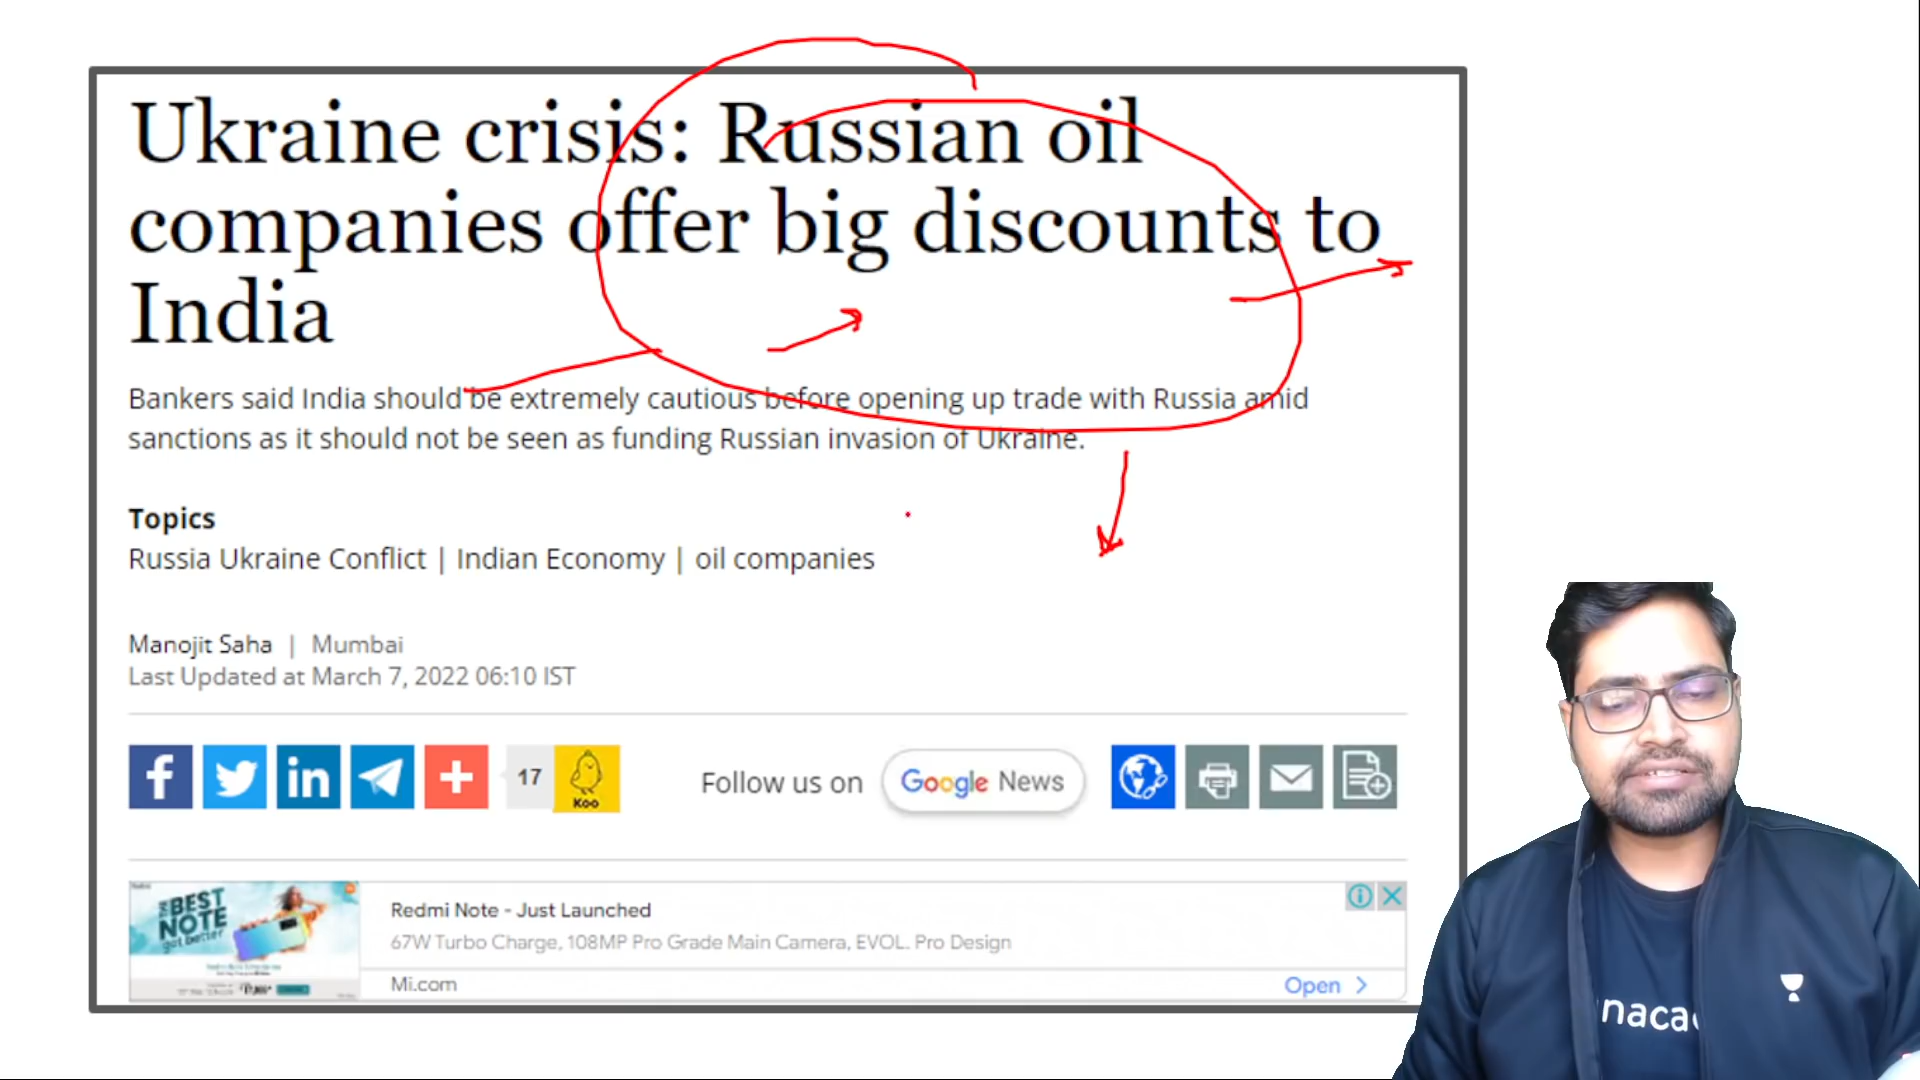 Ukraine crisis: Russian oil
companies offer big discounts to
India
Bankers said India should be extremely cautious before opening up trade with Russia amid
sanctions as it should not be seen as funding Russian invasion of Ukraine.
Topics
Russia Ukraine Conflict | Indian Economy | oil companies
Manojit Saha | Mumbai
Last Updated at March 7, 2022 06:10 IST
17
Koo
Follow us on Google News
BEST
NOTE
got better
Redmi Note - Just Launched
67W Turbo Charge, 108MP Pro Grade Main Camera, EVOL. Pro Design
Mi.com
Open
naca